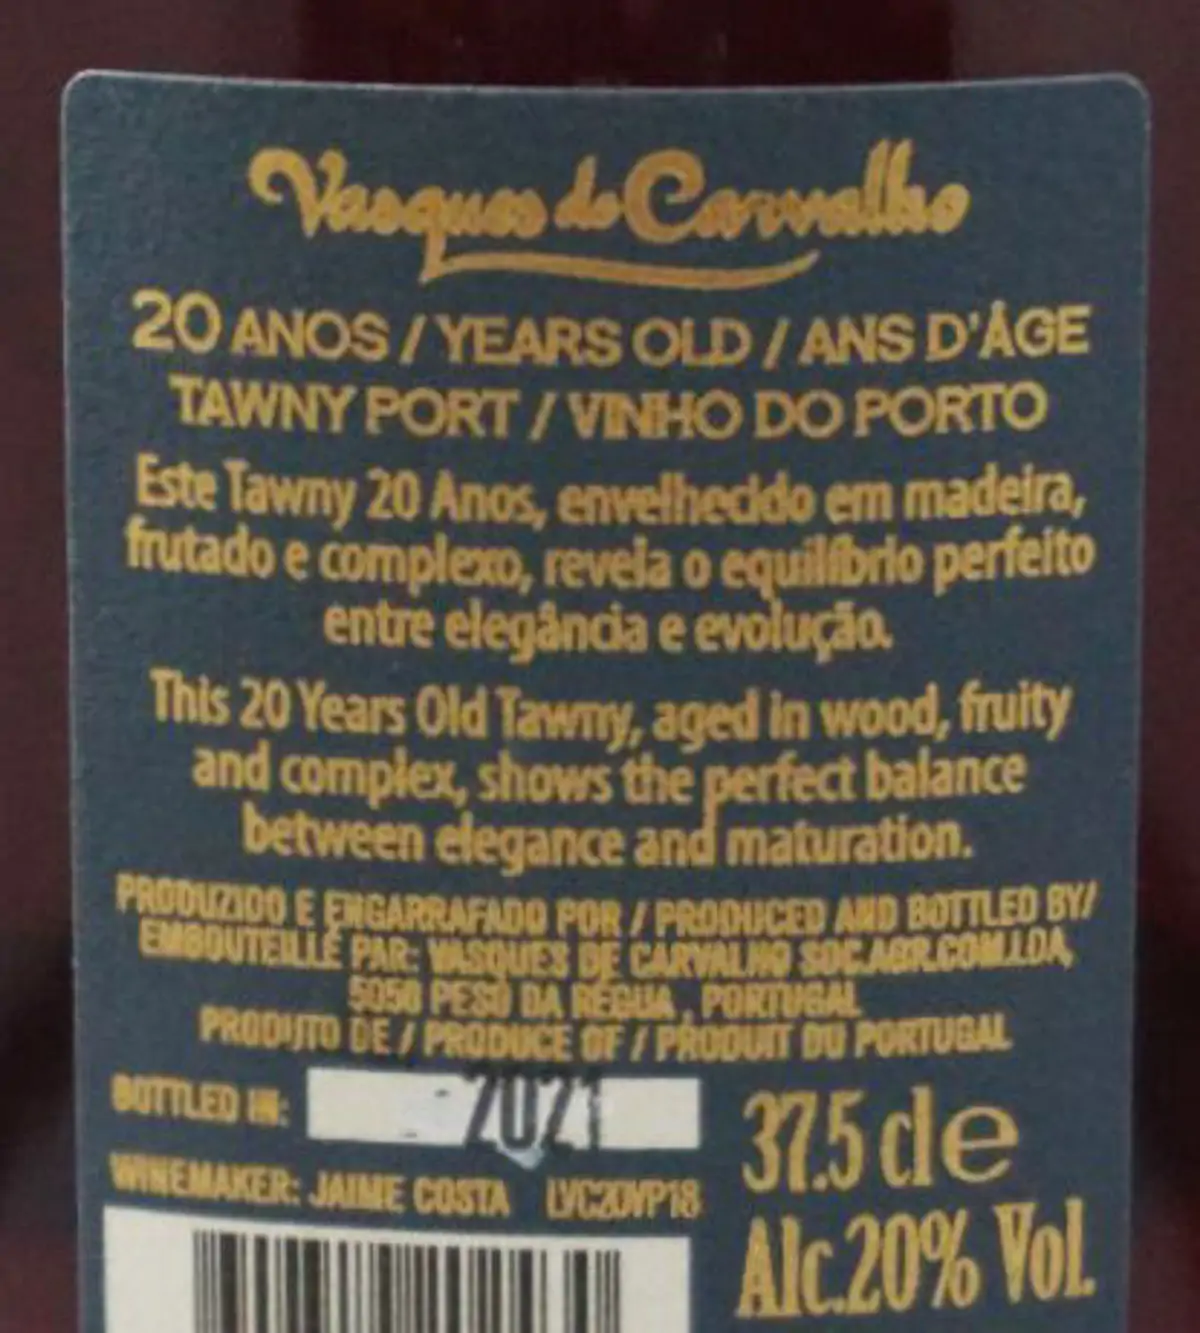 Vasques de Carvalho
20 ANOS / YEARS OLD / ANS D'ÂGE
TAWNY PORT / VINHO DO PORTO
Este Tawny 20 Anos, envelhecido em madeira,
frutado e complexo, revela o equilíbrio perfeito
entre elegância e evolução.
This 20 Years Old Tawny, aged in wood, fruity
and complex, shows the perfect balance
between elegance and maturation.
PRODUZIDO E ENGARRAFADO POR / PRODUCED AND BOTTLED BY/
EMBOUTEILLÉ PAR: VASQUES DE CARVALHO SOC.AGR.COM.LDA,
5050 PESO DA RÉGUA, PORTUGAL
PRODUTO DE / PRODUCE OF / PRODUIT DU PORTUGAL
BOTTLED IN: 2021
WINEMAKER: JAIME COSTA LVC20VP18
37.5 cl e
Alc.20% Vol.